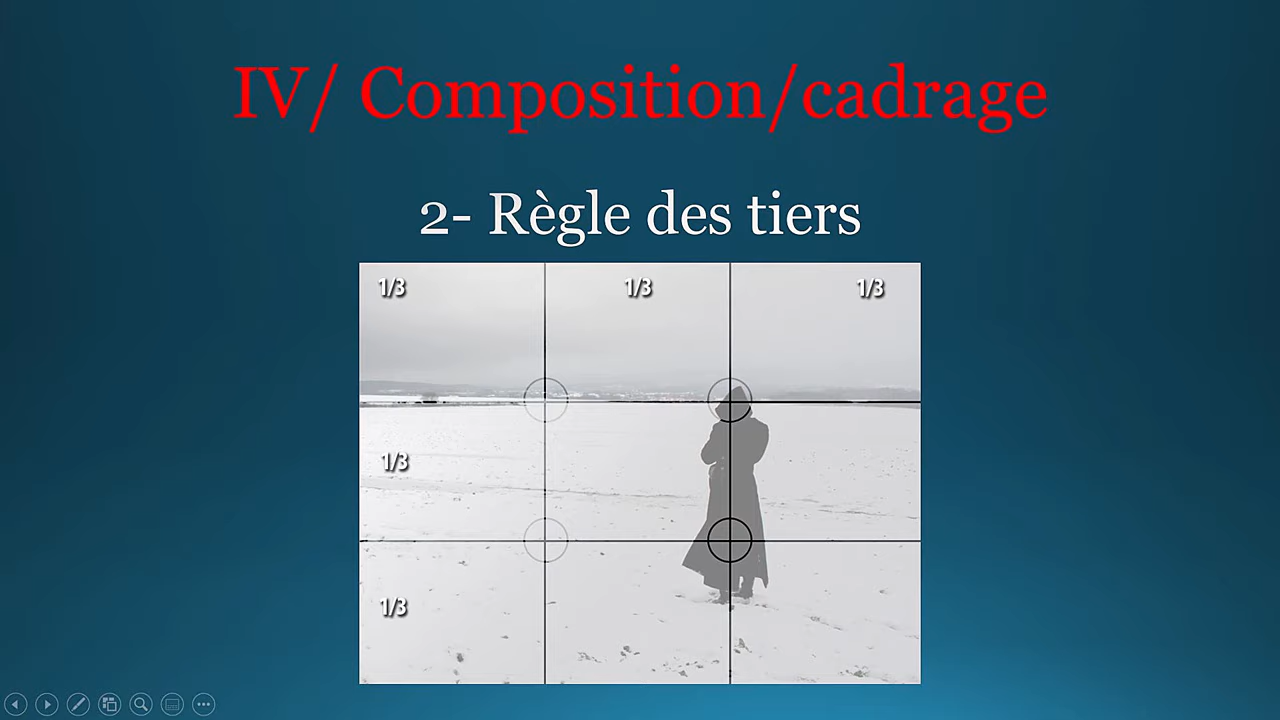 IV/ Composition/cadrage
2- Règle des tiers
1/3 1/3 1/3
1/3
1/3